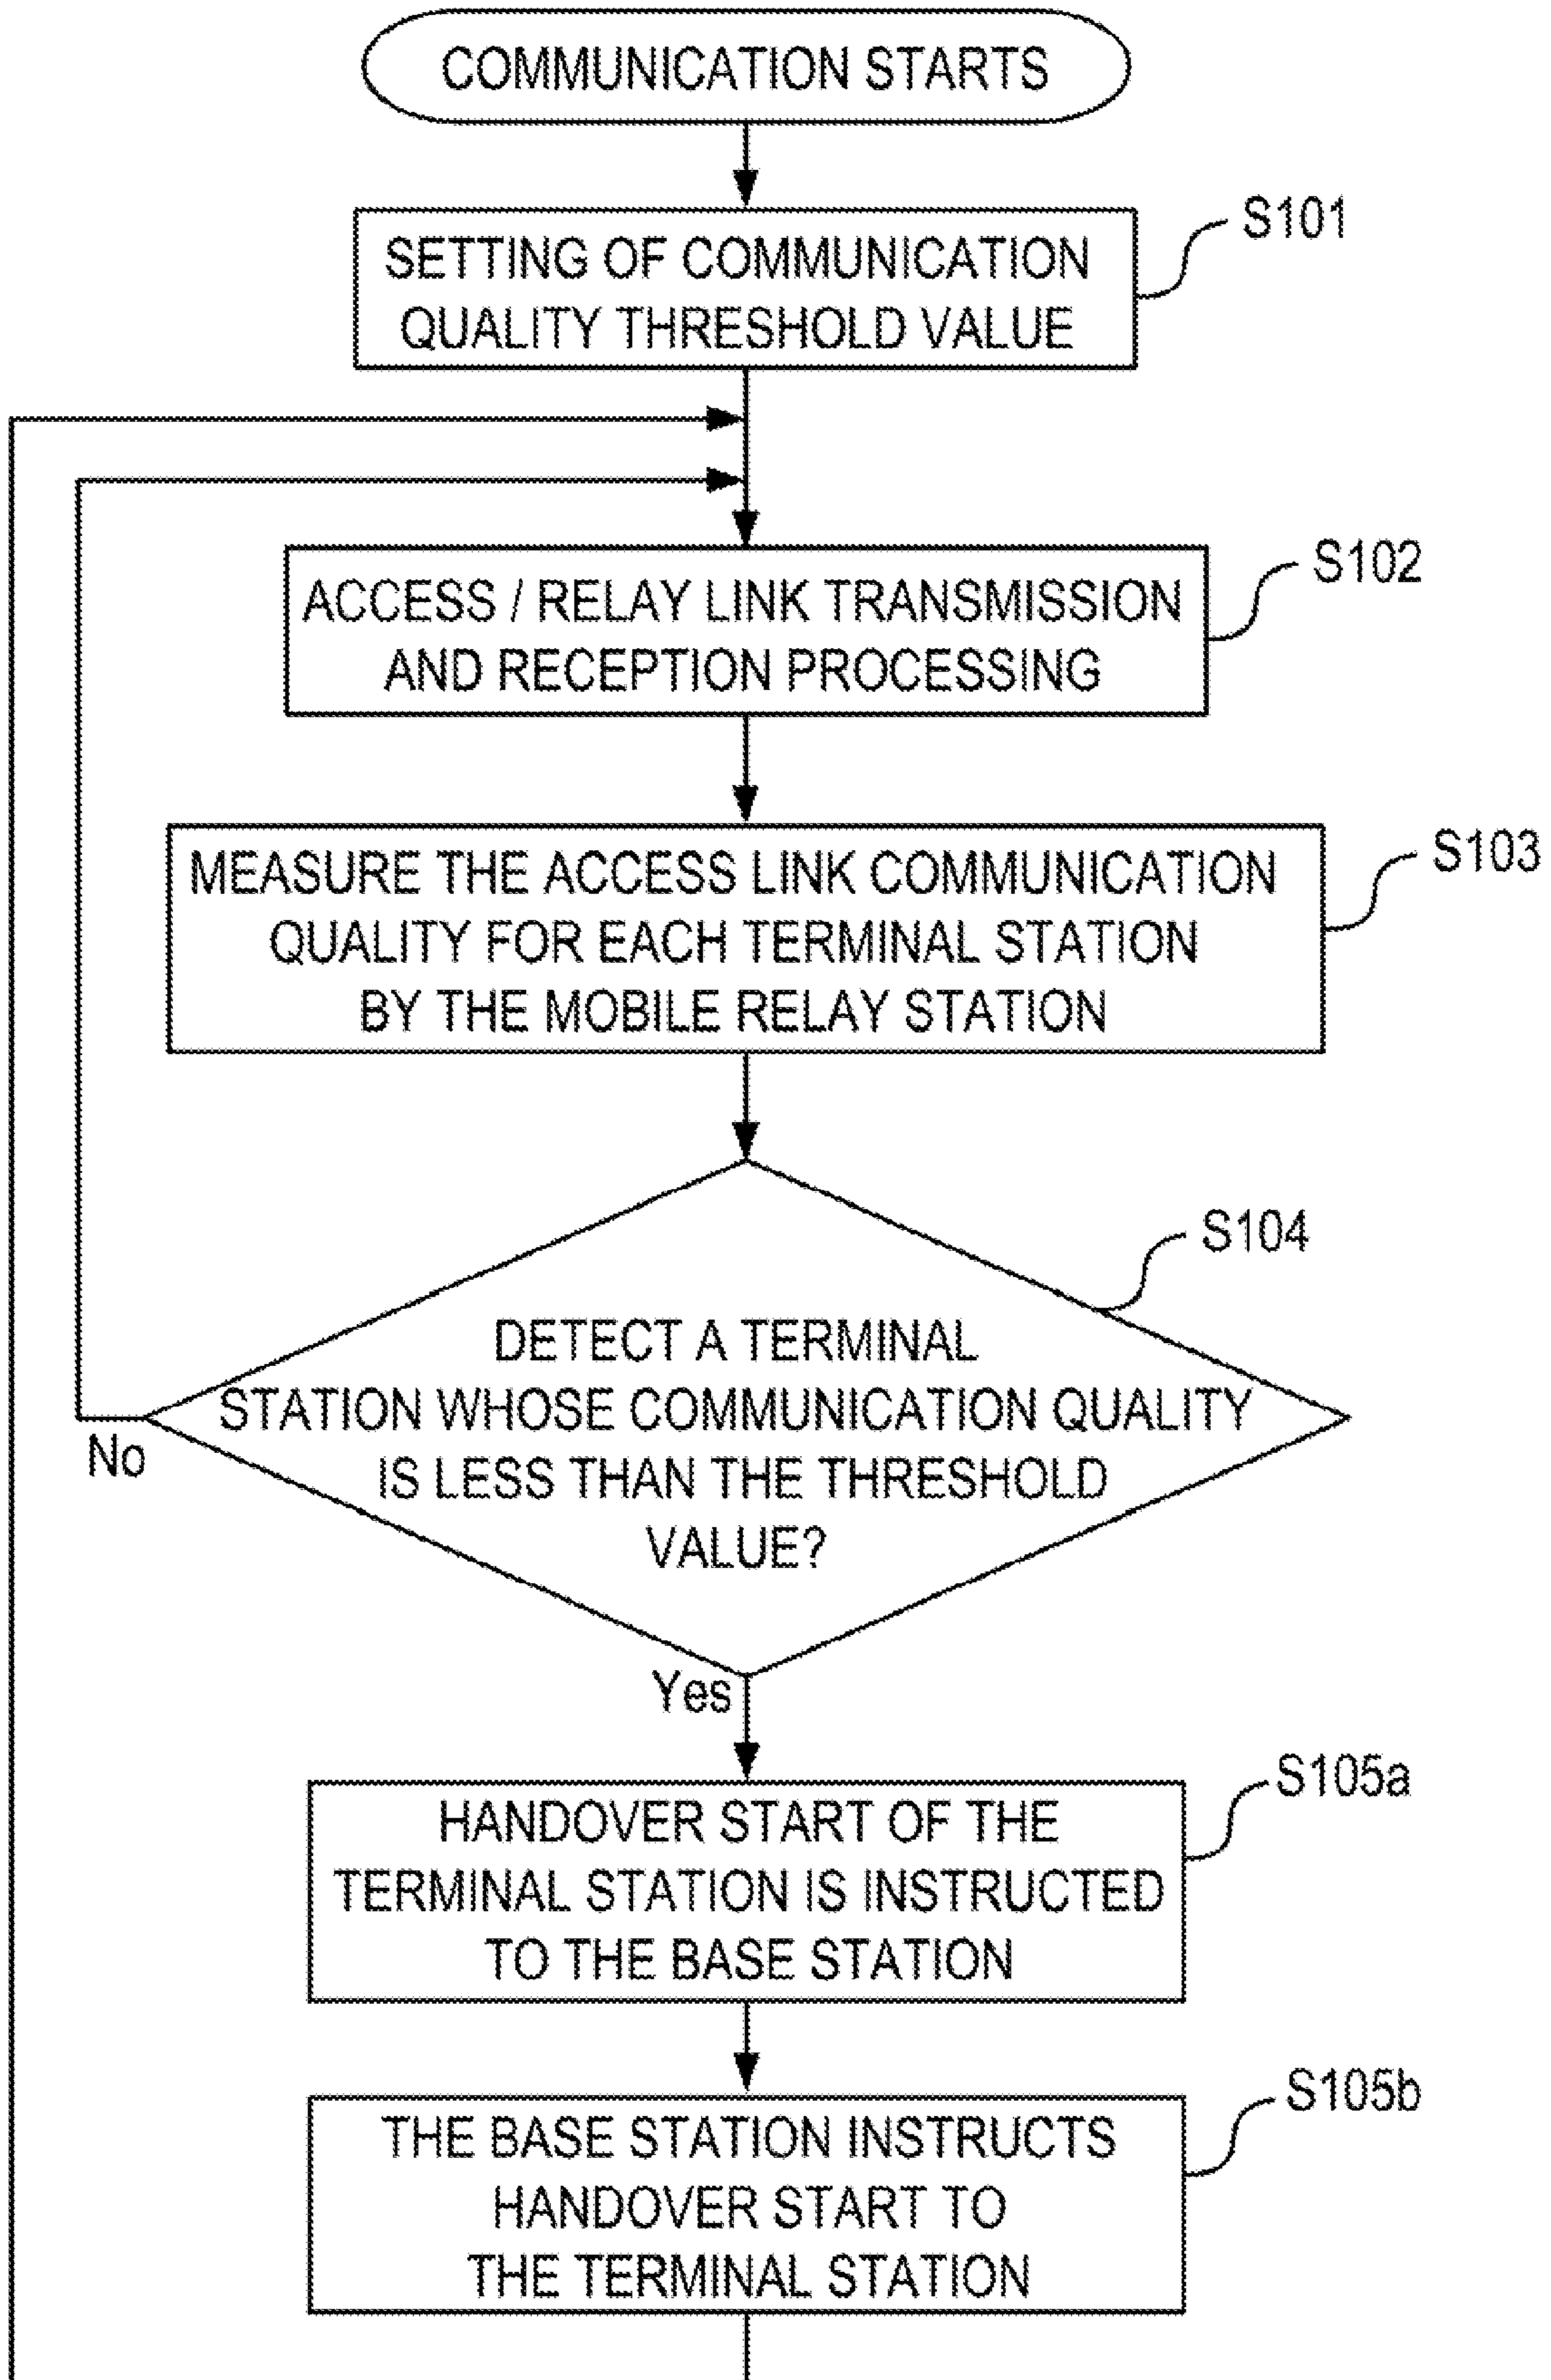 COMMUNICATION STARTS
S101
SETTING OF COMMUNICATION
QUALITY THRESHOLD VALUE
S102
ACCESS / RELAY LINK TRANSMISSION
AND RECEPTION PROCESSING
S103
MEASURE THE ACCESS LINK COMMUNICATION
QUALITY FOR EACH TERMINAL STATION
BY THE MOBILE RELAY STATION
S104
DETECT A TERMINAL
STATION WHOSE COMMUNICATION QUALITY
IS LESS THAN THE THRESHOLD
VALUE?
No
Yes
S105a
HANDOVER START OF THE
TERMINAL STATION IS INSTRUCTED
TO THE BASE STATION
S105b
THE BASE STATION INSTRUCTS
HANDOVER START TO
THE TERMINAL STATION